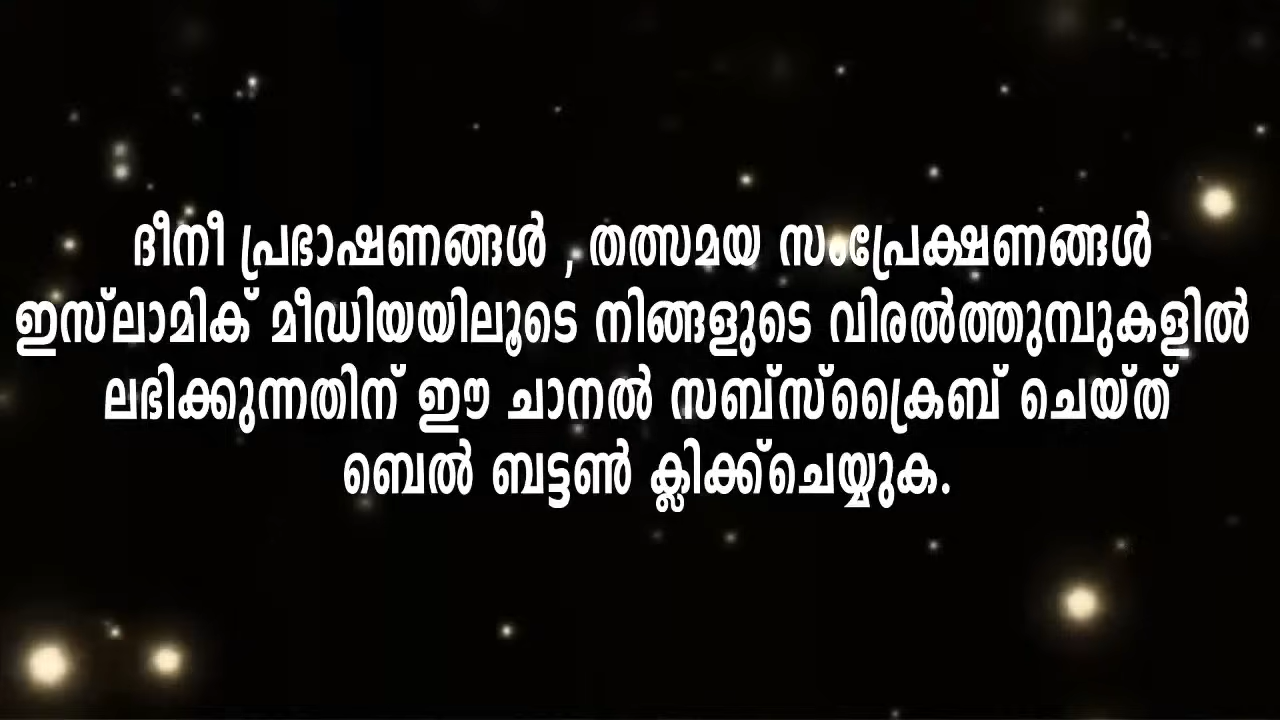 ദീനീ പ്രഭാഷണങ്ങൾ , തത്സമയ സംപ്രേക്ഷണങ്ങൾ
ഇസ്‌ലാമിക് മീഡിയയിലൂടെ നിങ്ങളുടെ വിരൽത്തുമ്പുകളിൽ
ലഭിക്കുന്നതിന് ഈ ചാനൽ സബ്സ്ക്രൈബ് ചെയ്ത്
ബെൽ ബട്ടൺ ക്ലിക്ക്ചെയ്യുക.